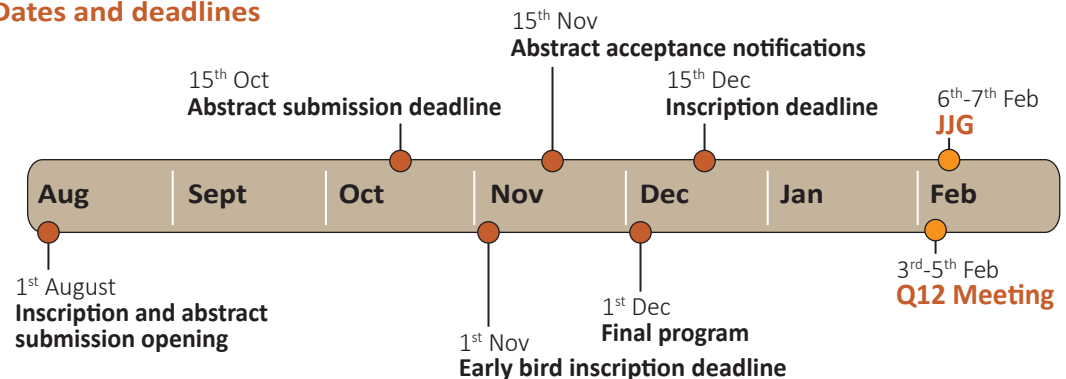 Dates and deadlines
15th Nov
Abstract acceptance notifications
15th Oct
Abstract submission deadline
15th Dec
Inscription deadline
6th-7th Feb
JJG
Aug
Sept
Oct
Nov
Dec
Jan
Feb
1st August
Inscription and abstract
submission opening
1st Nov
Early bird inscription deadline
1st Dec
Final program
3rd-5th Feb
Q12 Meeting